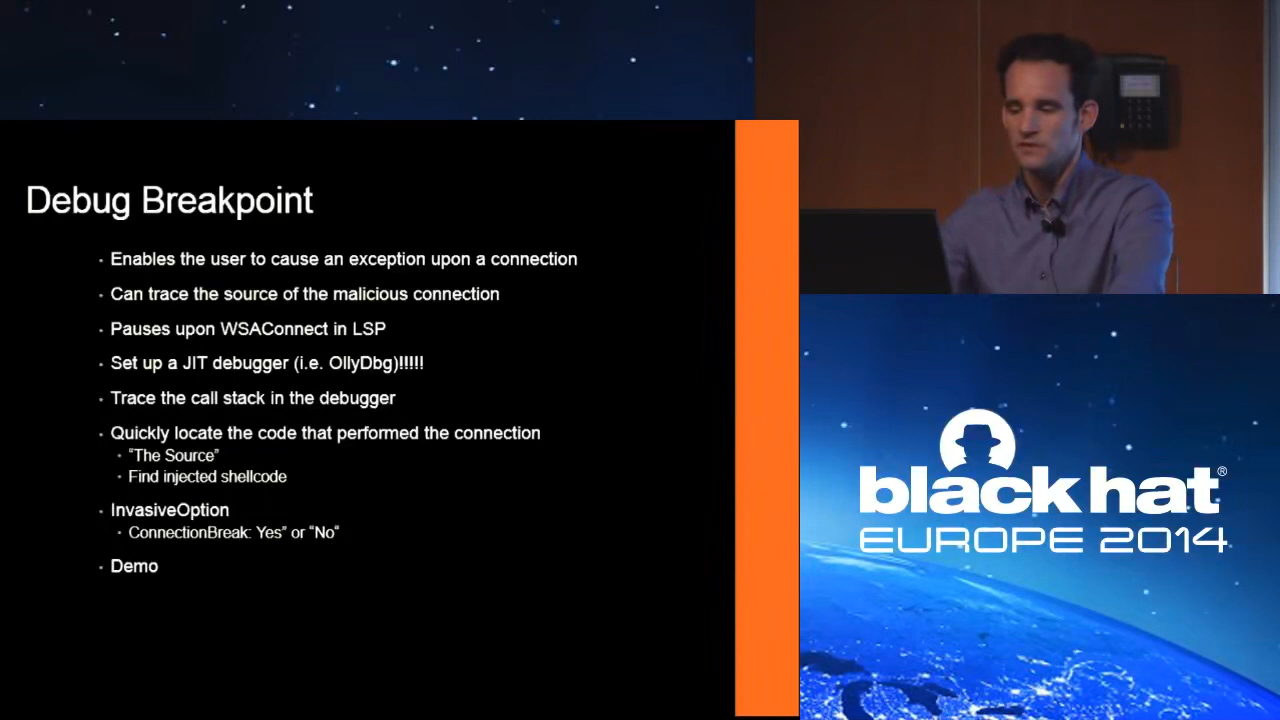 Debug Breakpoint
Enables the user to cause an exception upon a connection
Can trace the source of the malicious connection
Pauses upon WSAConnect in LSP
Set up a JIT debugger (i.e. OllyDbg)!!!!!
Trace the call stack in the debugger
Quickly locate the code that performed the connection
"The Source"
Find injected shellcode
InvasiveOption
ConnectionBreak: Yes" or "No"
Demo
black hat®
EUROPE 2014